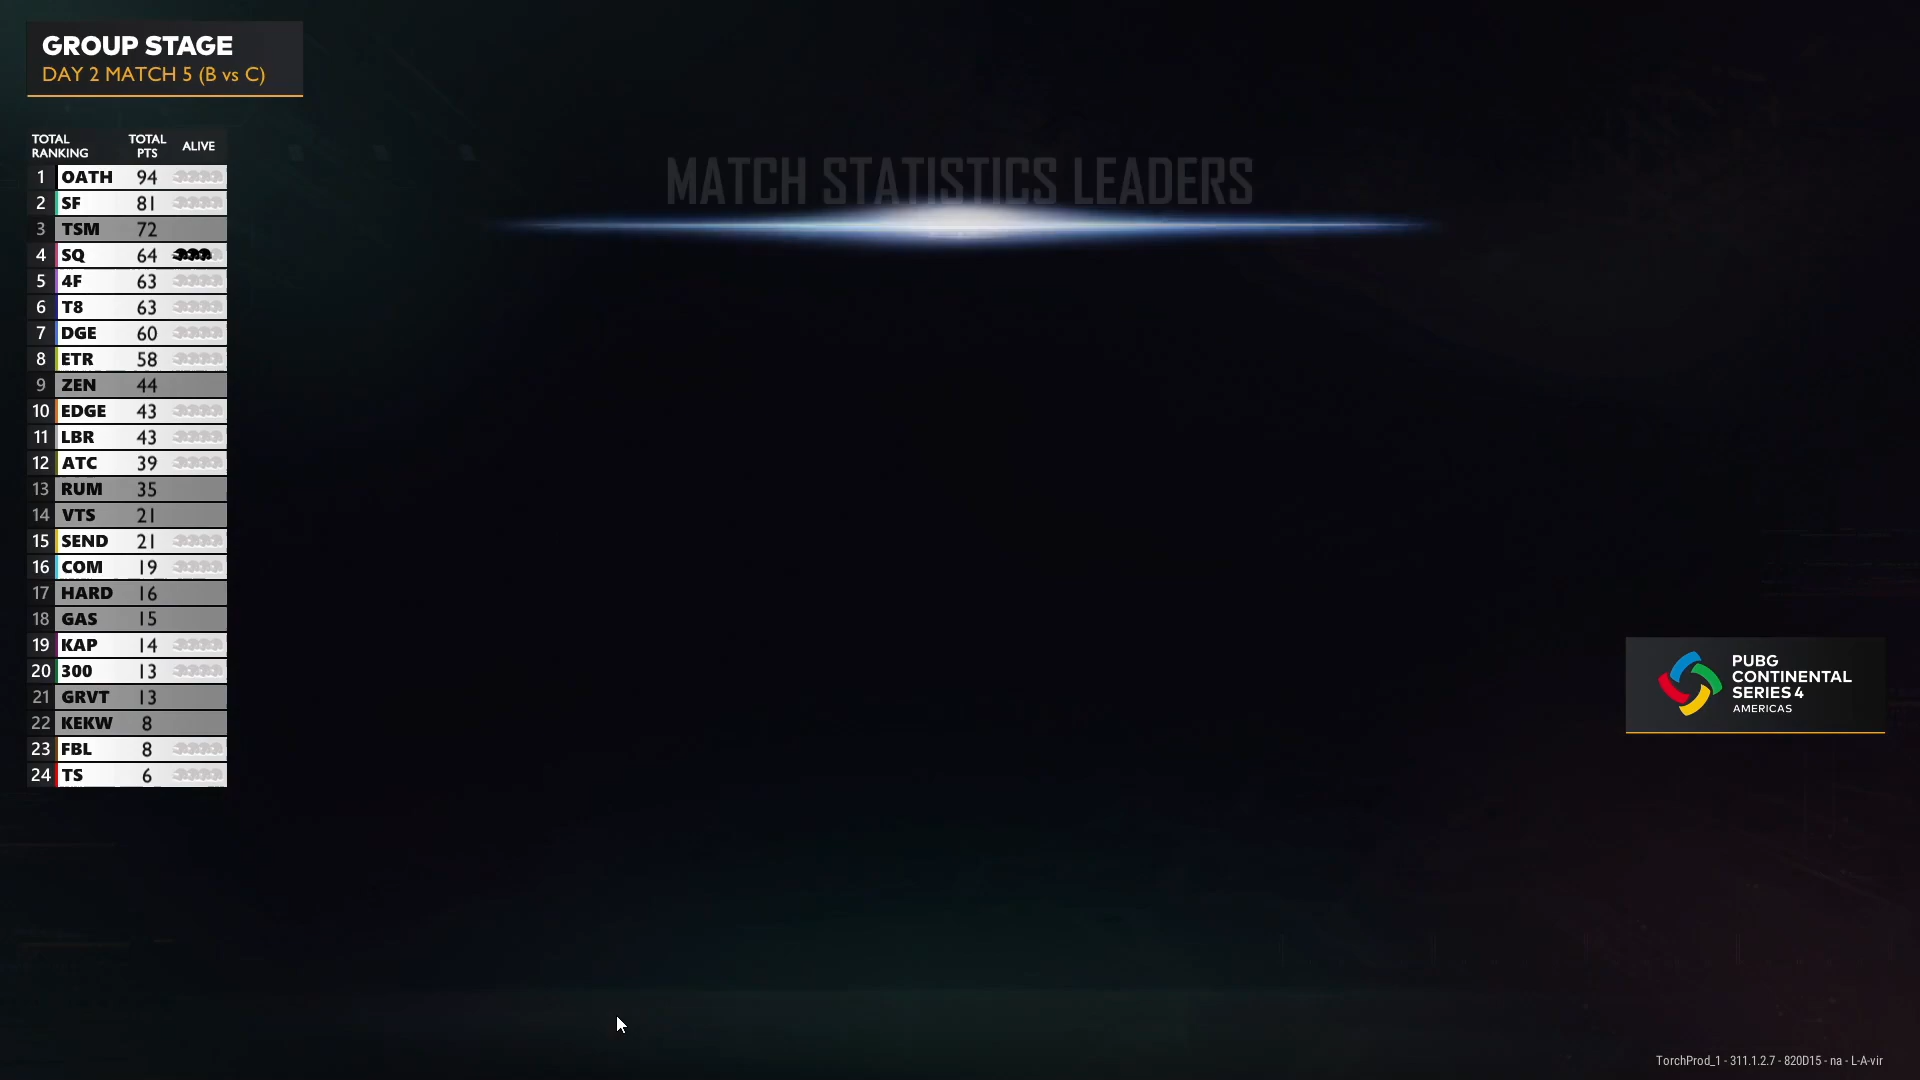 GROUP STAGE
DAY 2 MATCH 5 (B vs C)
TOTAL RANKING TOTAL PTS ALIVE
1 OATH 94
2 SF 81
3 TSM 72
4 SQ 64
5 4F 63
6 T8 63
7 DGE 60
8 ETR 58
9 ZEN 44
10 EDGE 43
11 LBR 43
12 ATC 39
13 RUM 35
14 VTS 21
15 SEND 21
16 COM 19
17 HARD 16
18 GAS 15
19 KAP 14
20 300 13
21 GRVT 13
22 KEKW 8
23 FBL 8
24 TS 6
MATCH STATISTICS LEADERS
PUBG
CONTINENTAL
SERIES 4
AMERICAS
TorchProd_1 - 311.1.2.7 - 820D15 - na - L-A-vir